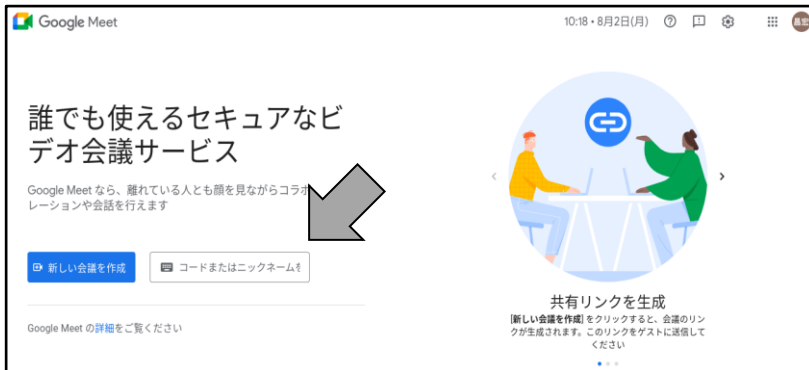 Google Meet
10:18・8月2日(月)
昌宏
誰でも使えるセキュアなビ
デオ会議サービス
Google Meet なら、離れている人とも顔を見ながらコラボ
レーションや会話を行えます
新しい会議を作成
コードまたはニックネームを
Google Meet の詳細をご覧ください
共有リンクを生成
[新しい会議を作成] をクリックすると、会議のリン
クが生成されます。このリンクをゲストに送信して
ください